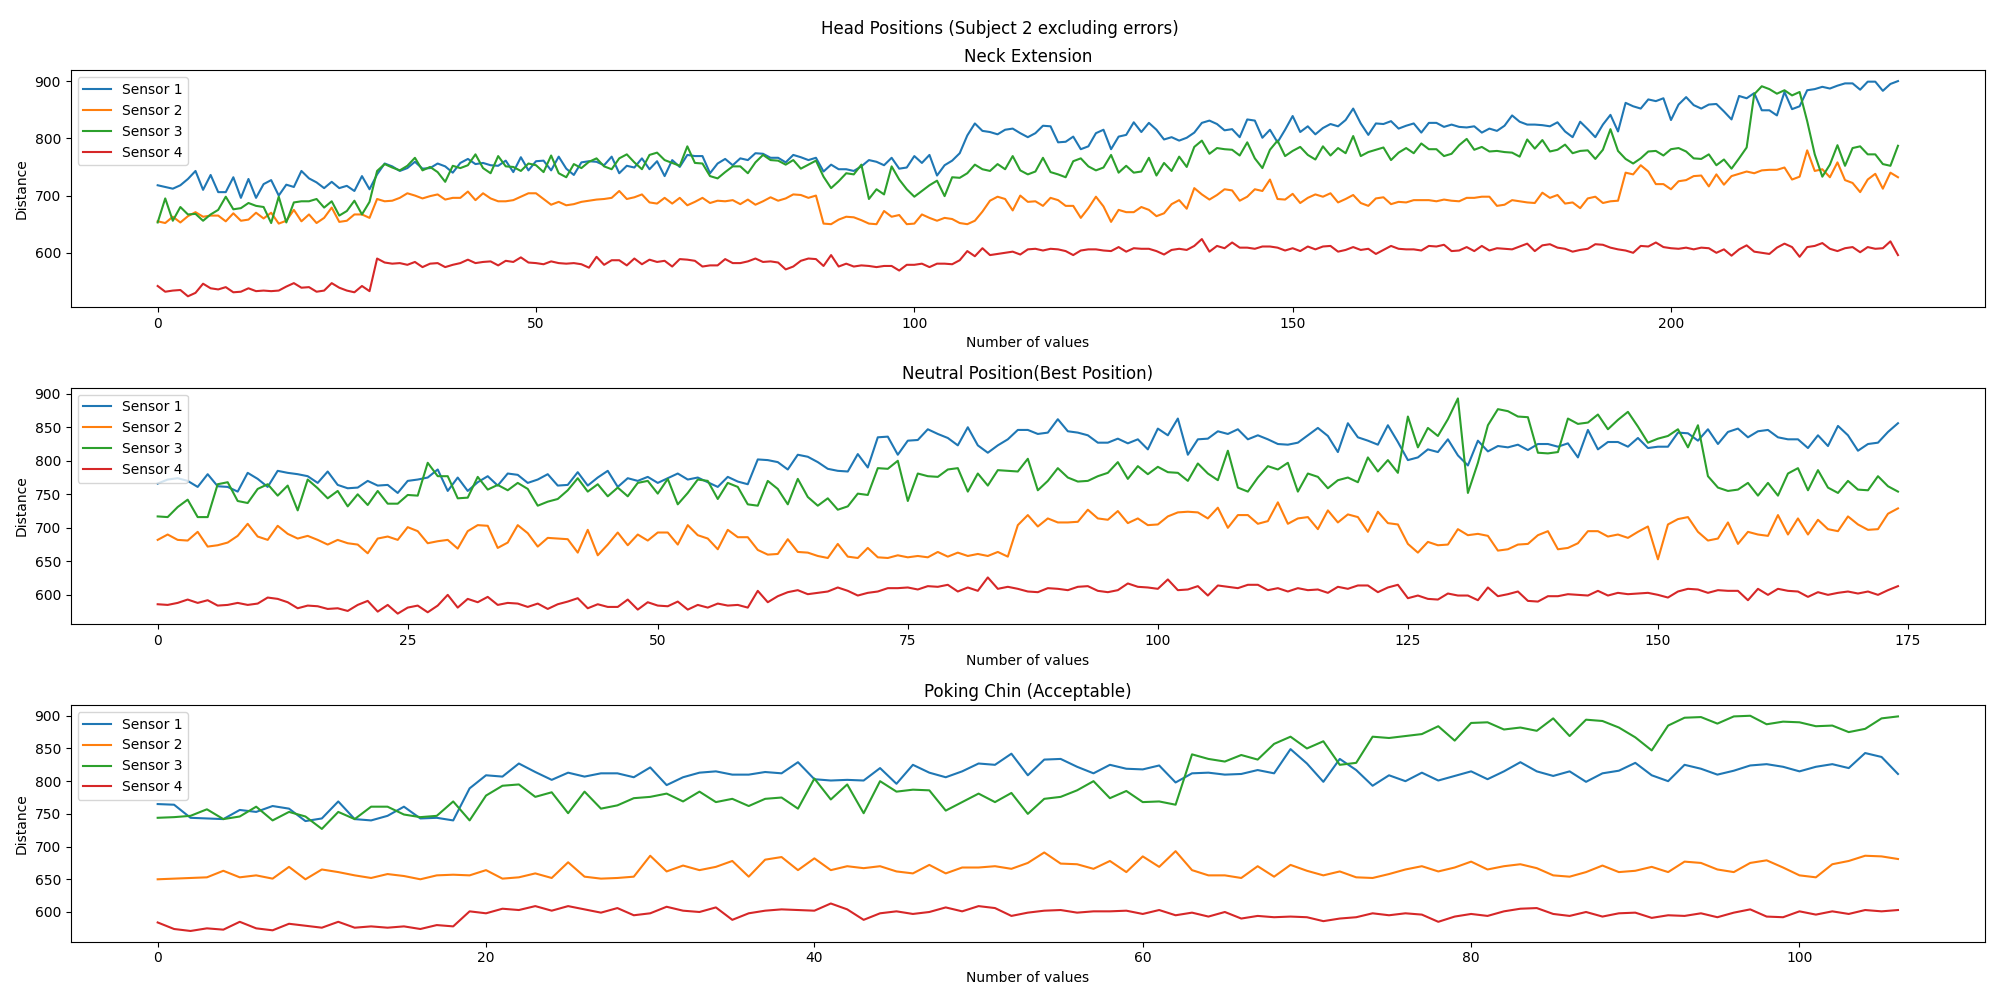 Head Positions (Subject 2 excluding errors)
Neck Extension
Distance
900
800
700
600
Sensor 1
Sensor 2
Sensor 3
Sensor 4
0 50 100 150 200
Number of values
Neutral Position(Best Position)
Distance
900
850
800
750
700
650
600
Sensor 1
Sensor 2
Sensor 3
Sensor 4
0 25 50 75 100 125 150 175
Number of values
Poking Chin (Acceptable)
Distance
900
850
800
750
700
650
600
Sensor 1
Sensor 2
Sensor 3
Sensor 4
0 20 40 60 80 100
Number of values